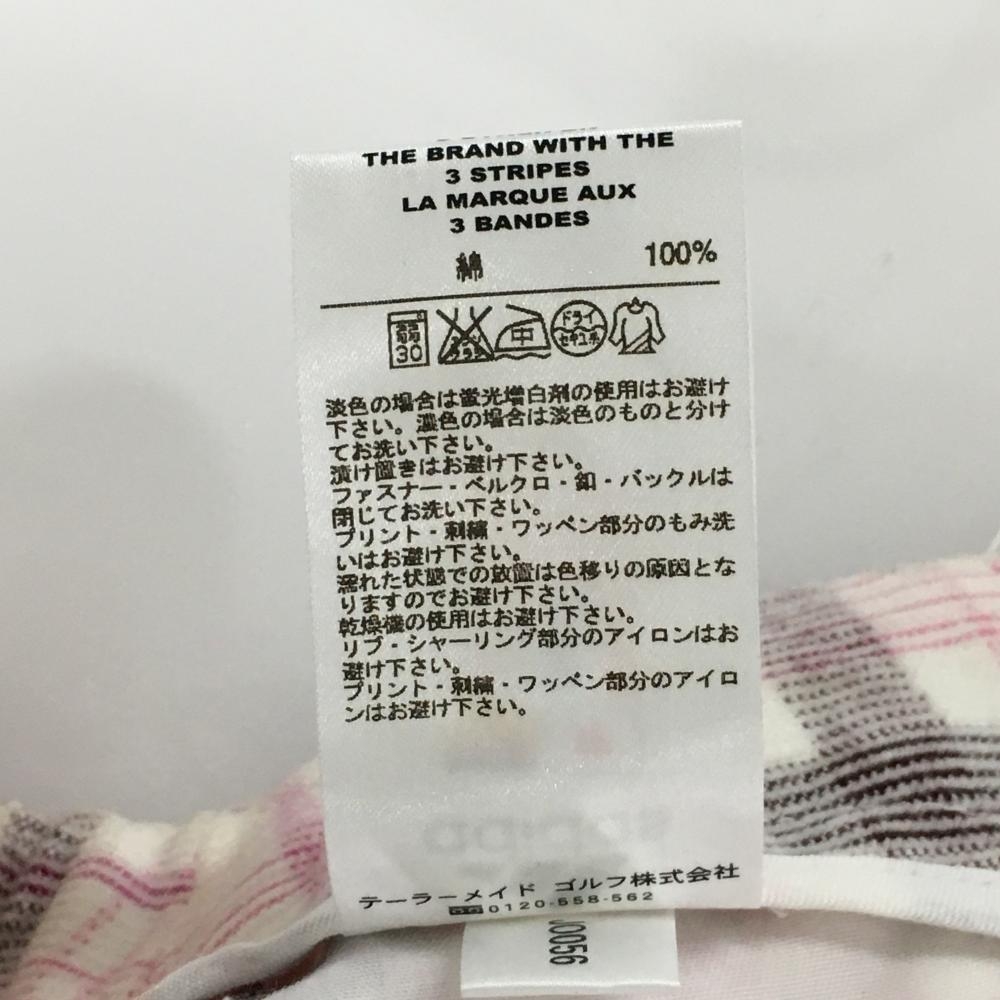 THE BRAND WITH THE
3 STRIPES
LA MARQUE AUX
3 BANDES
綿 100%
弱 30 エンソ サラシ 中 ドライ セキユ系
淡色の場合は蛍光増白剤の使用はお避け
下さい。濃色の場合は淡色のものと分け
てお洗い下さい。
漬け置きはお避け下さい。
ファスナー・ベルクロ・釦・バックルは
閉じてお洗い下さい。
プリント・刺繍・ワッペン部分のもみ洗
いはお避け下さい。
濡れた状態での放置は色移りの原因とな
りますのでお避け下さい。
乾燥機の使用はお避け下さい。
リブ・シャーリング部分のアイロンはお
避け下さい。
プリント・刺繍・ワッペン部分のアイロ
ンはお避け下さい。
テーラーメイド ゴルフ株式会社
0120-558-562
J0056